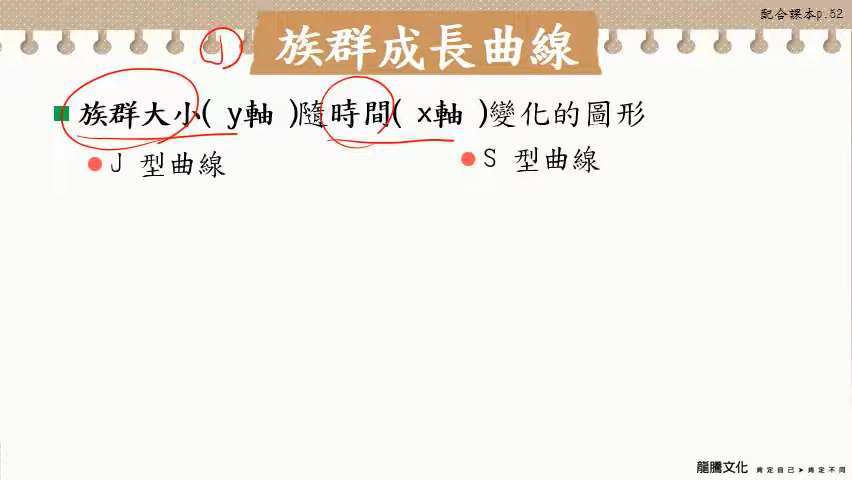 配合課本p.52
族群成長曲線
族群大小( y軸 )隨時間( x軸 )變化的圖形
J 型曲線
S 型曲線
龍騰文化 肯定自己➤肯定不同